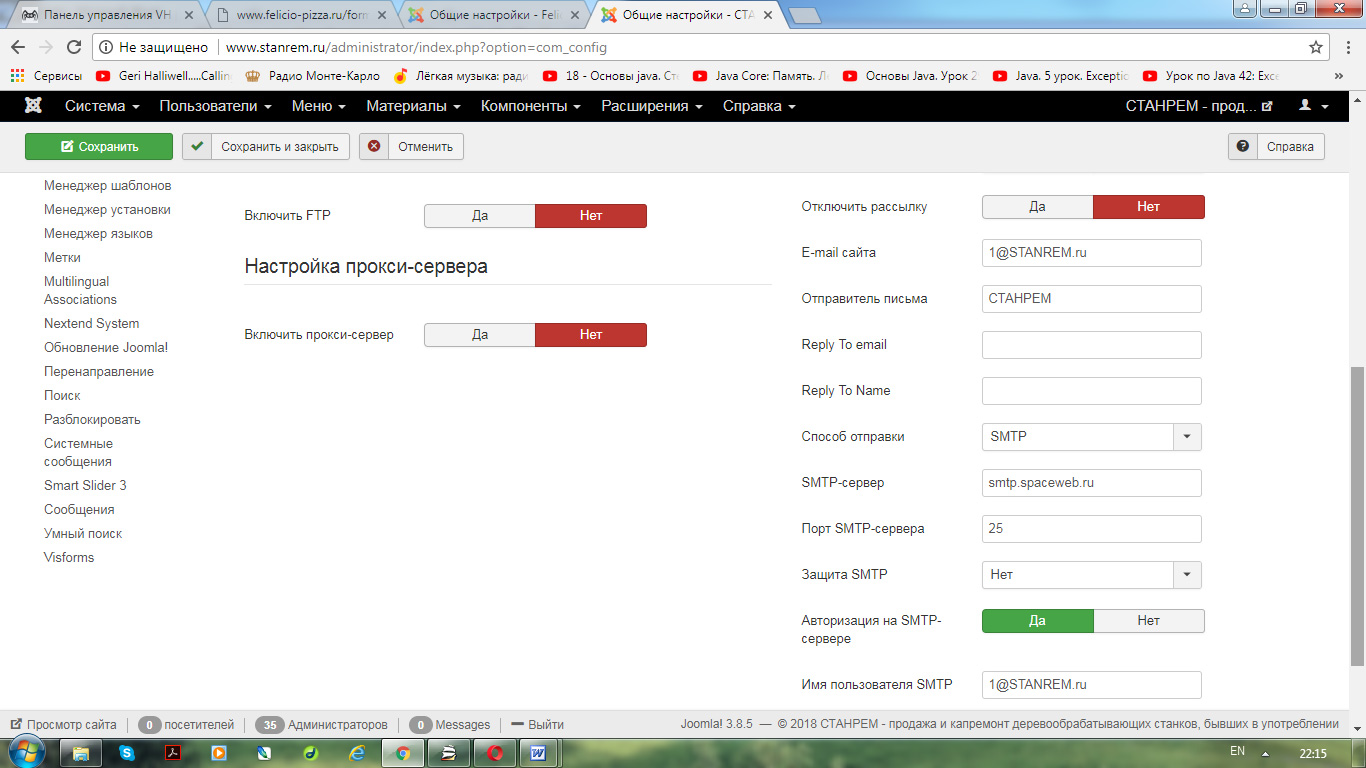 Панель управления VH
www.felicio-pizza.ru/form
Общие настройки - Feli
Общие настройки - СТА
Не защищено
www.stanrem.ru/administrator/index.php?option=com_config
Сервисы
Geri Halliwell.....Callin
Радио Монте-Карло
Лёгкая музыка: ради
18 - Основы java. Ст
Java Core: Память. Л
Основы Java. Урок 2
Java. 5 урок. Exceptio
Урок по Java 42: Exce
Система
Пользователи
Меню
Материалы
Компоненты
Расширения
Справка
СТАНРЕМ - прод...
Сохранить
Сохранить и закрыть
Отменить
Справка
Менеджер шаблонов
Менеджер установки
Менеджер языков
Метки
Multilingual
Associations
Nextend System
Обновление Joomla!
Перенаправление
Поиск
Разблокировать
Системные
сообщения
Smart Slider 3
Сообщения
Умный поиск
Visforms
Включить FTP Да Нет
Настройка прокси-сервера
Включить прокси-сервер Да Нет
Отключить рассылку Да Нет
E-mail сайта 1@STANREM.ru
Отправитель письма СТАНРЕМ
Reply To email
Reply To Name
Способ отправки SMTP
SMTP-сервер smtp.spaceweb.ru
Порт SMTP-сервера 25
Защита SMTP Нет
Авторизация на SMTP-
сервере Да Нет
Имя пользователя SMTP 1@STANREM.ru
Просмотр сайта 0 посетителей 35 Администраторов 0 Messages Выйти
Joomla! 3.8.5 — © 2018 СТАНРЕМ - продажа и капремонт деревообрабатывающих станков, бывших в употреблении
EN 22:15